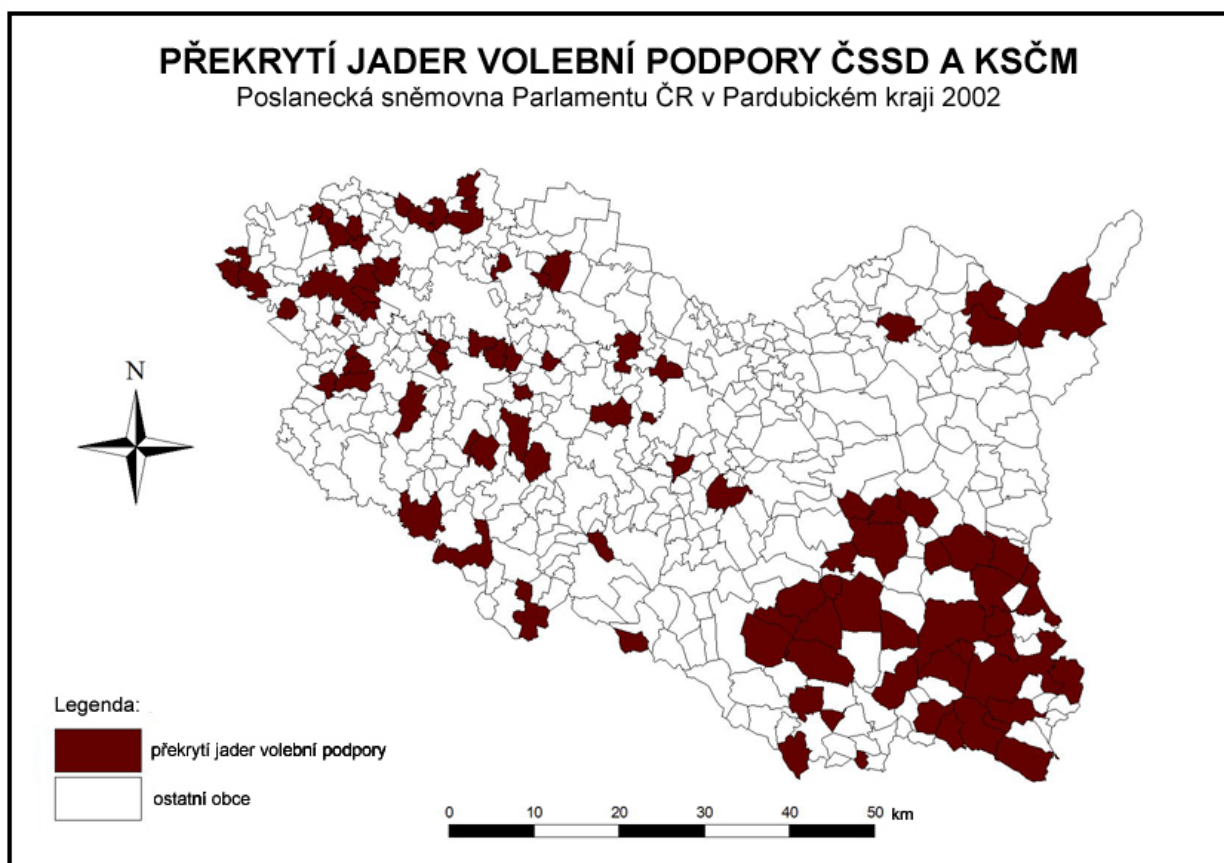 PŘEKRYTÍ JADER VOLEBNÍ PODPORY ČSSD A KSČM
Poslanecká sněmovna Parlamentu ČR v Pardubickém kraji 2002
N
Legenda:
překrytí jader volební podpory
ostatní obce
0 10 20 30 40 50 km